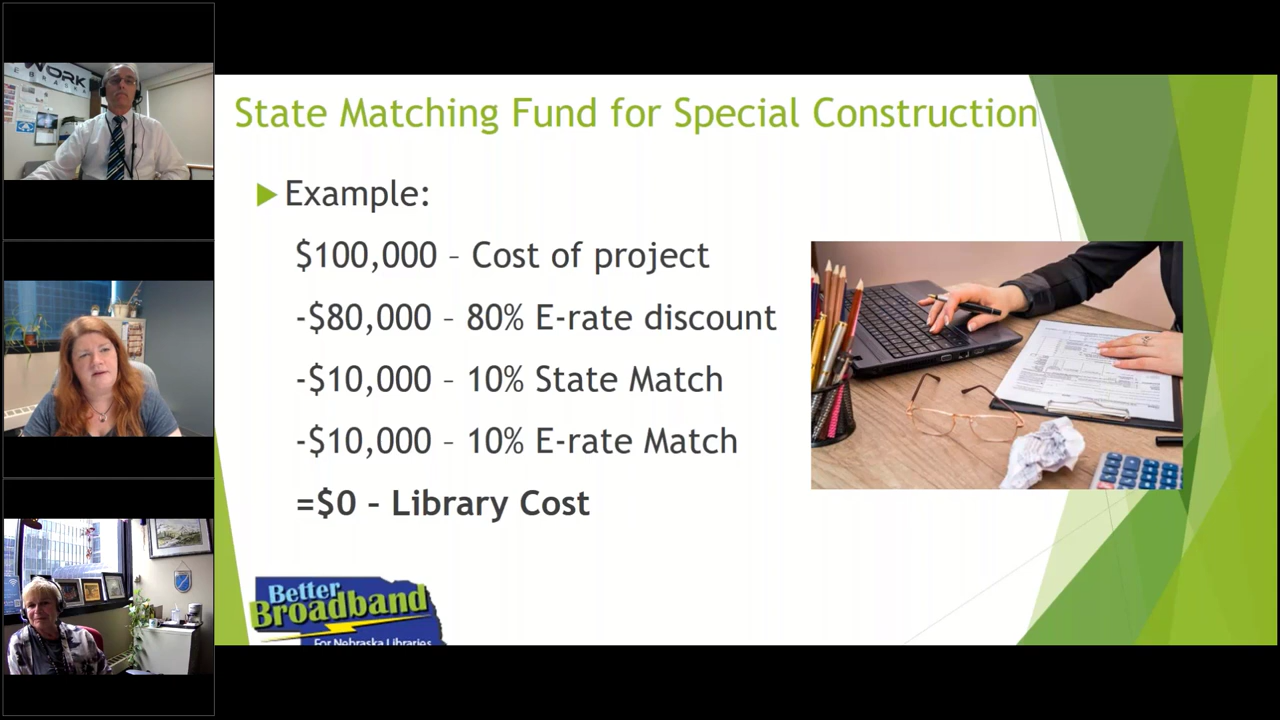 WORK
State Matching Fund for Special Construction
Example:
$100,000 – Cost of project
-$80,000 – 80% E-rate discount
-$10,000 – 10% State Match
-$10,000 – 10% E-rate Match
=$0 – Library Cost
Better
Broadband
For Nebraska Libraries